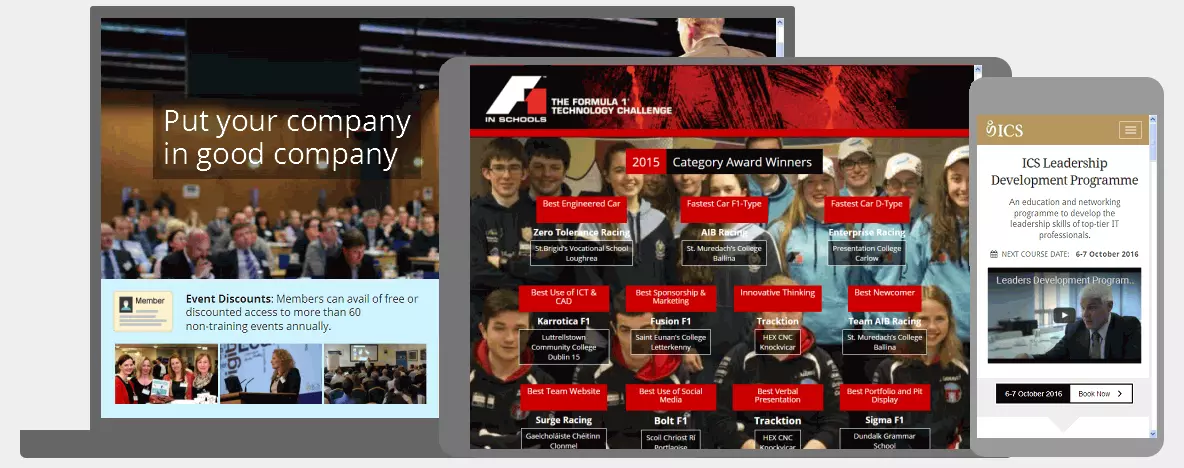 Put your company
in good company
Member
Event Discounts: Members can avail of free or
discounted access to more than 60
non-training events annually.
F1
IN SCHOOLS
™
THE FORMULA 1®
TECHNOLOGY CHALLENGE
2015 Category Award Winners
Best Engineered Car
Zero Tolerance Racing
St.Brigid's Vocational School
Loughrea
Fastest Car F1-Type
AIB Racing
St. Muredach's College
Ballina
Fastest Car D-Type
Enterprise Racing
Presentation College
Carlow
Best Use of ICT &
CAD
Karrotica F1
Luttrellstown
Community College
Dublin 15
Best Sponsorship &
Marketing
Fusion F1
Saint Eunan's College
Letterkenny
Innovative Thinking
Tracktion
HEX CNC
Knockvicar
Best Newcomer
Team AIB Racing
St. Muredach's College
Ballina
Best Team Website
Surge Racing
Gaelcholáiste Chéitinn
Clonmel
Best Use of Social
Media
Bolt F1
Scoil Chriost Rí
Portlaoise
Best Verbal
Presentation
Tracktion
HEX CNC
Knockvicar
Best Portfolio and Pit
Display
Sigma F1
Dundalk Grammar
School
ICS
ICS Leadership
Development Programme
An education and networking
programme to develop the
leadership skills of top-tier IT
professionals.
NEXT COURSE DATE: 6-7 October 2016
Leaders Development Program..
6-7 October 2016 Book Now